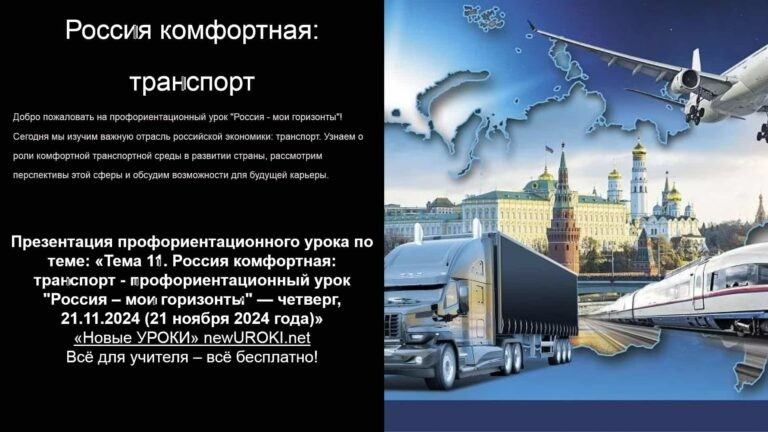 Россия комфортная:
транспорт
Добро пожаловать на профориентационный урок "Россия - мои горизонты"!
Сегодня мы изучим важную отрасль российской экономики: транспорт. Узнаем о
роли комфортной транспортной среды в развитии страны, рассмотрим
перспективы этой сферы и обсудим возможности для будущей карьеры.
Презентация профориентационного урока по
теме: «Тема 11. Россия комфортная:
транспорт - профориентационный урок
"Россия – мои горизонты" — четверг,
21.11.2024 (21 ноября 2024 года)»
«Новые УРОКИ» newUROKI.net
Всё для учителя – всё бесплатно!